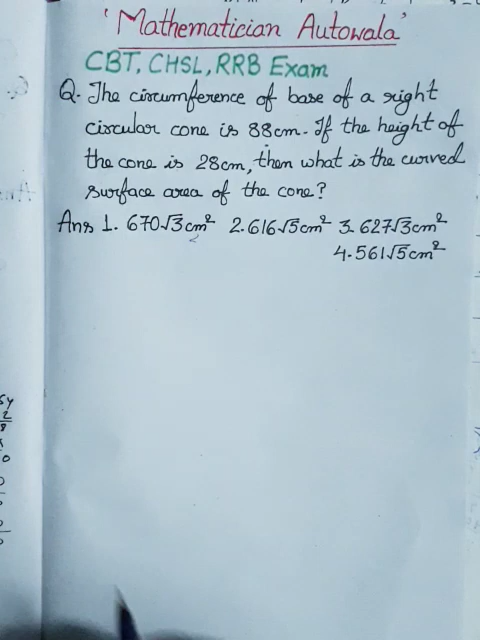 'Mathematician Autowala'
CBT, CHSL, RRB Exam
Q. The circumference of base of a right
circular cone is 88cm. If the height of
the cone is 28cm, then what is the curved
surface area of the cone?
Ans 1. 670√3cm² 2. 616√5cm² 3. 627√3cm²
4. 561√5cm²